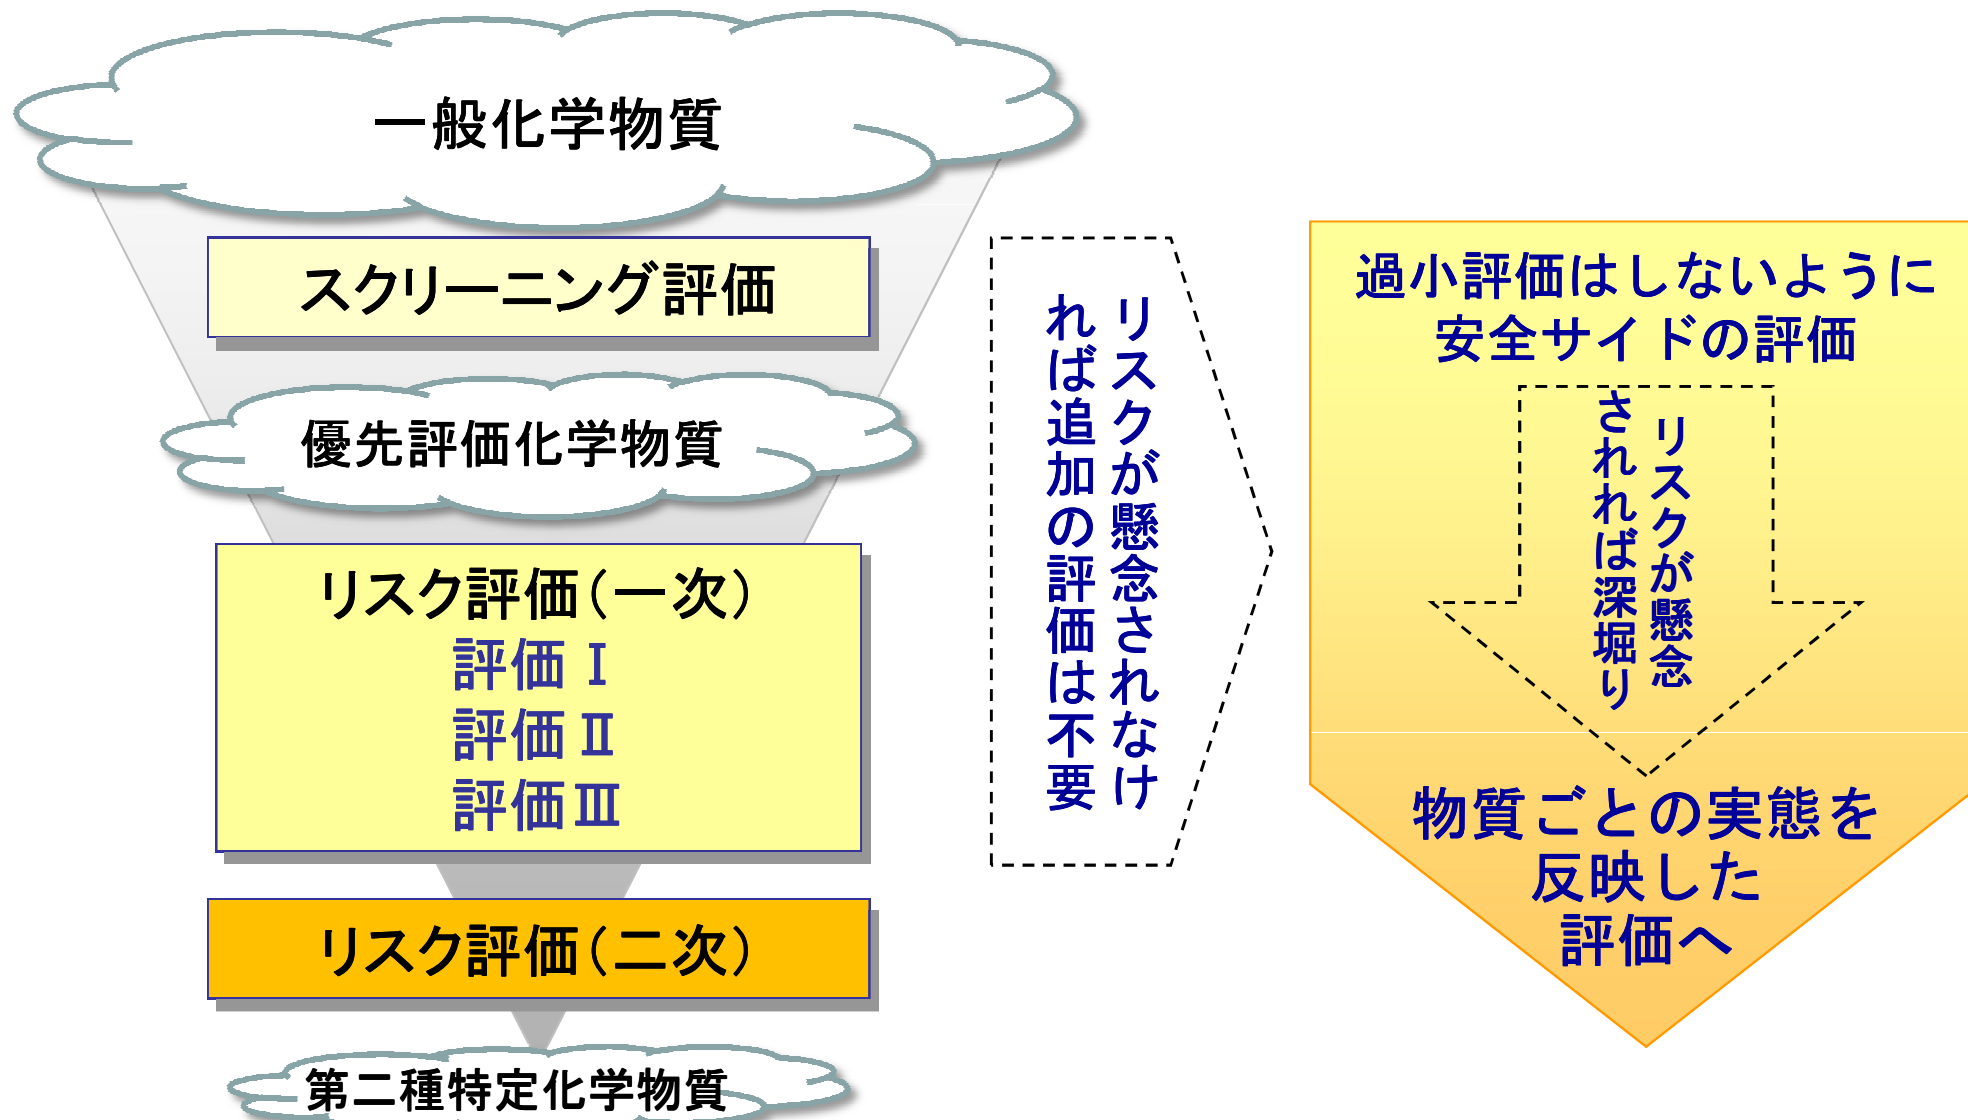 一般化学物質
スクリーニング評価
優先評価化学物質
リスク評価(一次)
評価Ⅰ
評価Ⅱ
評価Ⅲ
リスク評価(二次)
第二種特定化学物質
リスクが懸念されなけ
れば追加の評価は不要
過小評価はしないように
安全サイドの評価
リスクが懸念
されれば深堀り
物質ごとの実態を
反映した
評価へ